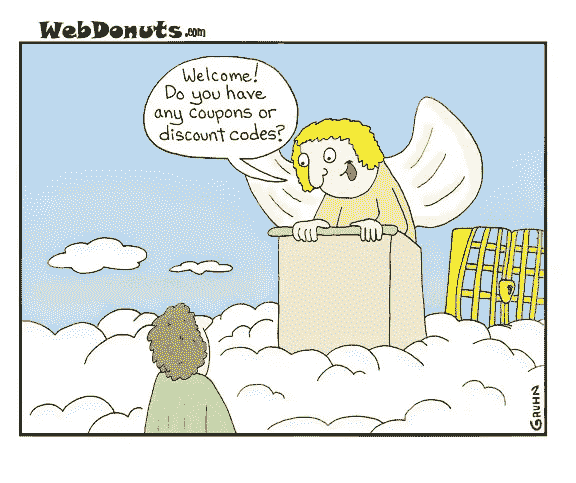 WebDonuts.com
Welcome!
Do you have
any coupons or
discount codes?
GRUHN